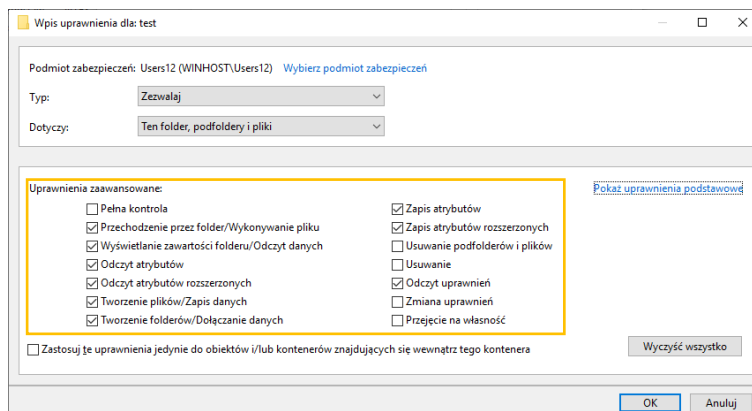 Wpis uprawnienia dla: test
Podmiot zabezpieczeń: Users12 (WINHOST\Users12) Wybierz podmiot zabezpieczeń
Typ: Zezwalaj
Dotyczy: Ten folder, podfoldery i pliki
Uprawnienia zaawansowane: Pokaż uprawnienia podstawowe
Pełna kontrola Zapis atrybutów
Przechodzenie przez folder/Wykonywanie pliku Zapis atrybutów rozszerzonych
Wyświetlanie zawartości folderu/Odczyt danych Usuwanie podfolderów i plików
Odczyt atrybutów Usuwanie
Odczyt atrybutów rozszerzonych Odczyt uprawnień
Tworzenie plików/Zapis danych Zmiana uprawnień
Tworzenie folderów/Dołączanie danych Przejęcie na własność
Zastosuj te uprawnienia jedynie do obiektów i/lub kontenerów znajdujących się wewnątrz tego kontenera Wyczyść wszystko
OK Anuluj